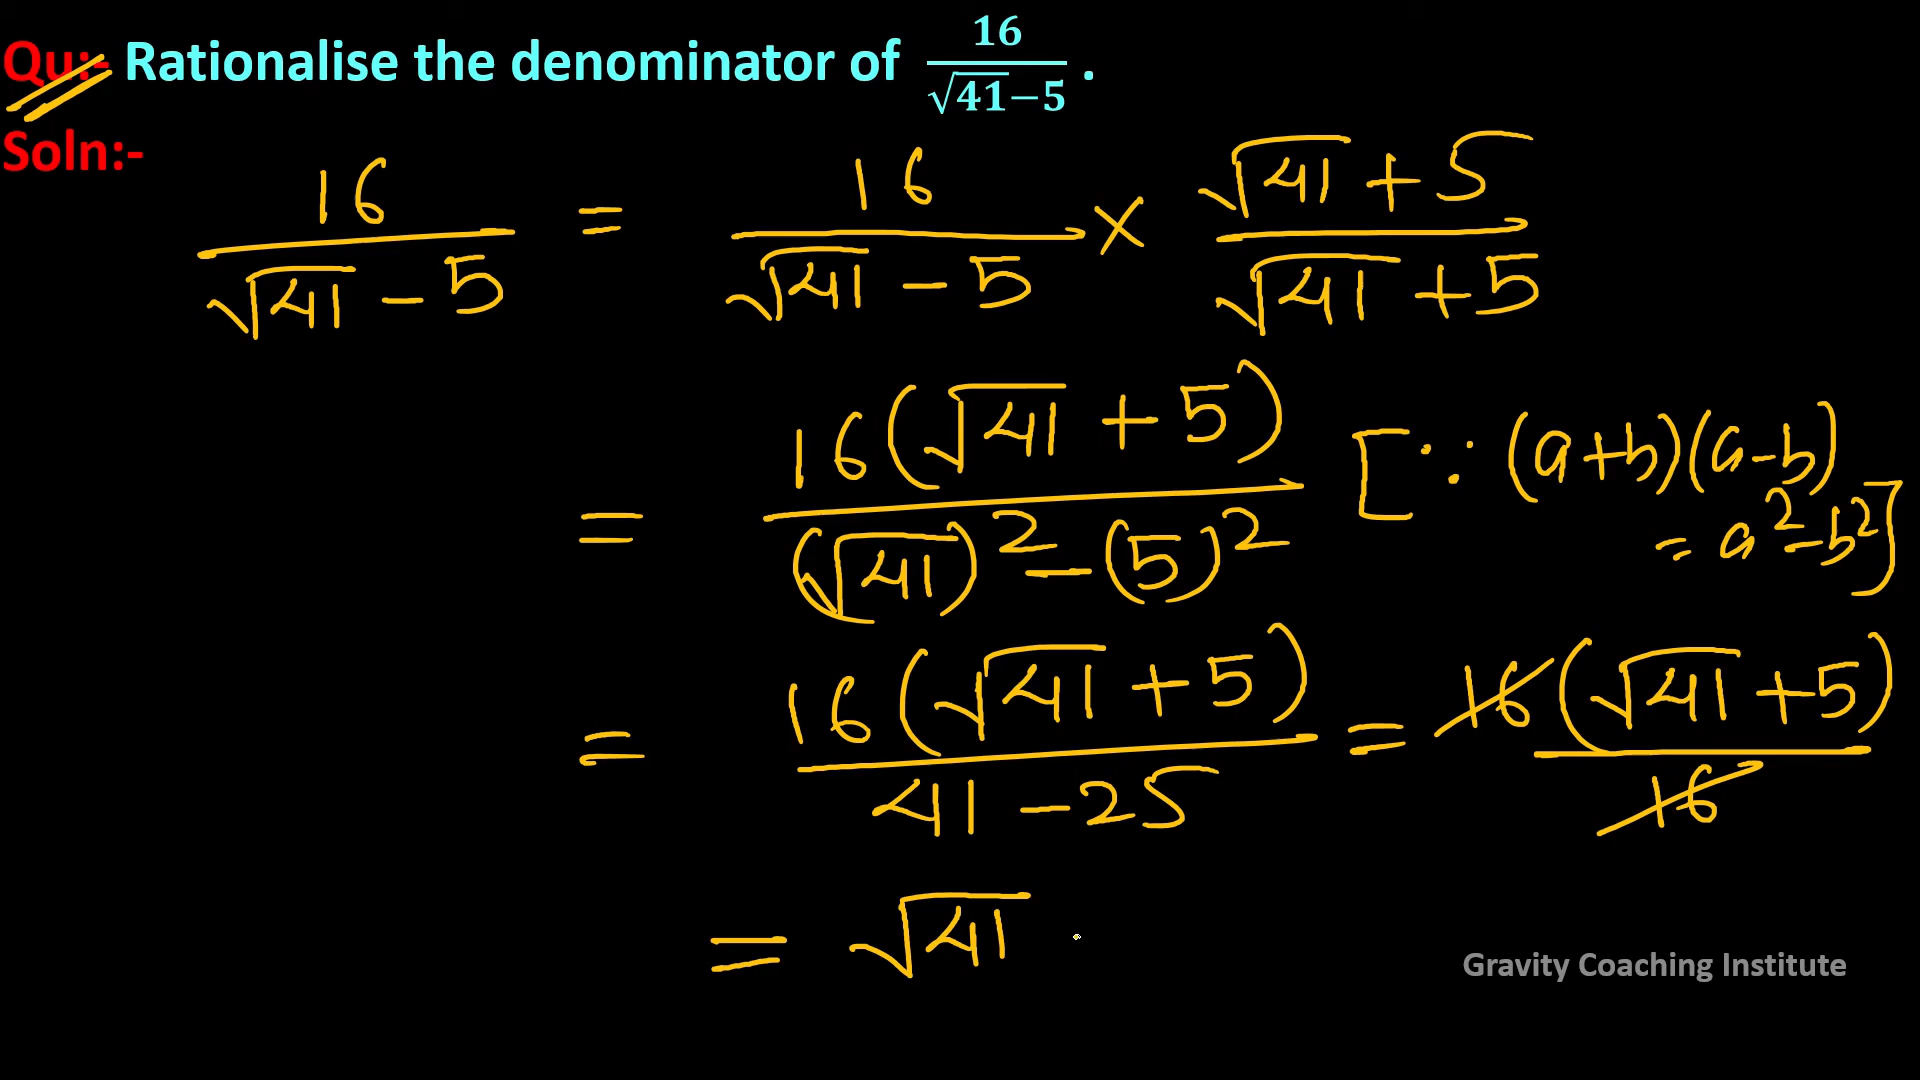 Qu:- Rationalise the denominator of 16/(√41−5) .
Soln:-
16/(√41 − 5) = 16/(√41 − 5) × (√41 + 5)/(√41 + 5)
= 16(√41 + 5)/((√41)² − (5)²) [∵ (a+b)(a−b)
= a²−b²]
= 16(√41 + 5)/(41 − 25) = 16(√41 + 5)/16
= √41
Gravity Coaching Institute